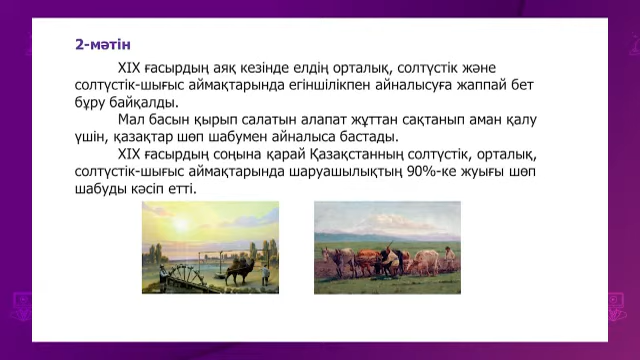 2-мәтін
XIX ғасырдың аяқ кезінде елдің орталық, солтүстік және
солтүстік-шығыс аймақтарында егіншілікпен айналысуға жаппай бет
бұру байқалды.
Мал басын қырып салатын алапат жұттан сақтанып аман қалу
үшін, қазақтар шөп шабумен айналыса бастады.
XIX ғасырдың соңына қарай Қазақстанның солтүстік, орталық,
солтүстік-шығыс аймақтарында шаруашылықтың 90%-ке жуығы шөп
шабуды кәсіп етті.